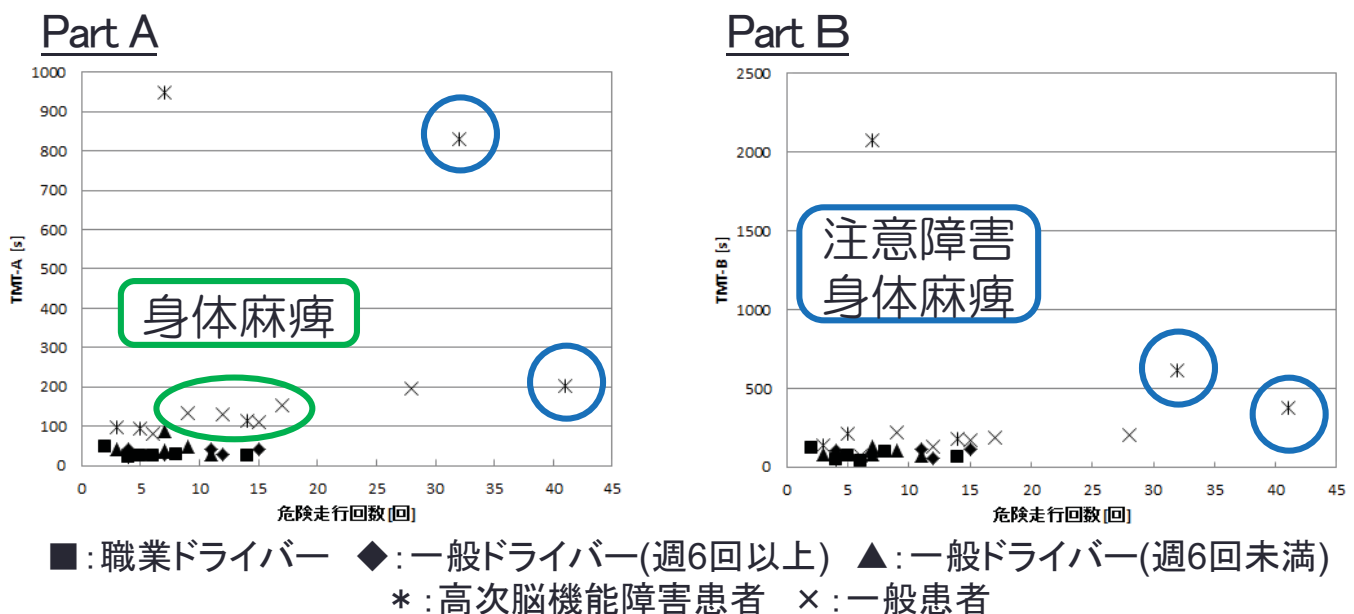 Part A
1000
900
800
700
600
500
400
300
200
100
0
TMT-A [s]
身体麻痺
0 5 10 15 20 25 30 35 40 45
危険走行回数[回]
Part B
2500
2000
1500
1000
500
0
TMT-B [s]
注意障害
身体麻痺
0 5 10 15 20 25 30 35 40 45
危険走行回数[回]
■:職業ドライバー ◆:一般ドライバー(週6回以上) ▲:一般ドライバー(週6回未満)
*:高次脳機能障害患者 ×:一般患者